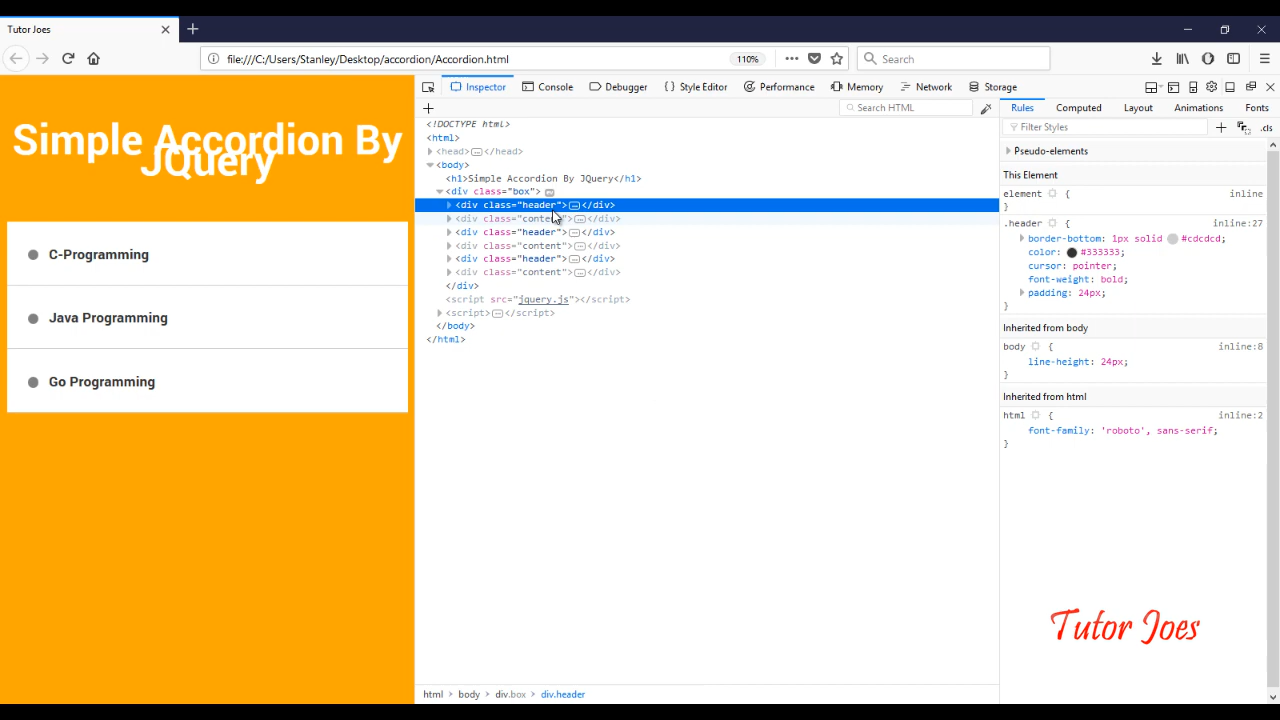 Tutor Joes
file:///C:/Users/Stanley/Desktop/accordion/Accordion.html
110%
Search
Inspector
Console
Debugger
{ } Style Editor
Performance
Memory
Network
Storage
Search HTML
Rules
Computed
Layout
Animations
Fonts
Filter Styles
.cls
Simple Accordion By
JQuery
C-Programming
Java Programming
Go Programming
<!DOCTYPE html>
<html>
<head></head>
<body>
<h1>Simple Accordion By JQuery</h1>
<div class="box"> ev
<div class="header"></div>
<div class="content"></div>
<div class="header"></div>
<div class="content"></div>
<div class="header"></div>
<div class="content"></div>
</div>
<script src="jquery.js"></script>
<script></script>
</body>
</html>
Pseudo-elements
This Element
element { inline
}
.header { inline:27
border-bottom: 1px solid #cdcdcd;
color: #333333;
cursor: pointer;
font-weight: bold;
padding: 24px;
}
Inherited from body
body { inline:8
line-height: 24px;
}
Inherited from html
html { inline:2
font-family: 'roboto', sans-serif;
}
Tutor Joes
html > body > div.box > div.header